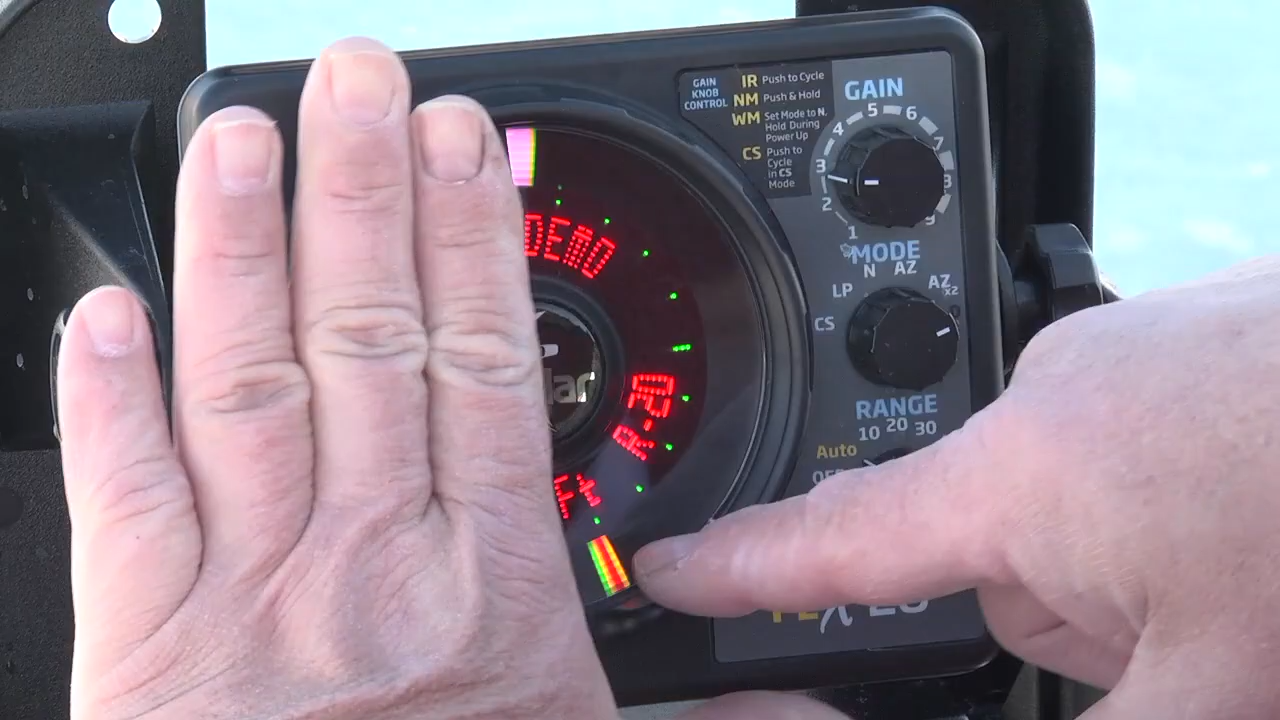 GAIN
KNOB
CONTROL
IR Push to Cycle
NM Push & Hold
WM Set Mode to N,
Hold During
Power Up
CS Push to
Cycle
in CS
Mode
GAIN
1 2 3 4 5 6 7 8 9
MODE
CS LP N AZ AZx2
RANGE
10 20 30
Auto
DEMO
Ft